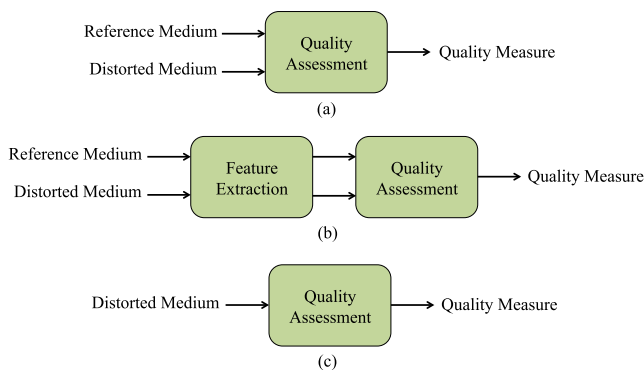 Reference Medium
Distorted Medium
Quality
Assessment
Quality Measure
(a)
Reference Medium
Distorted Medium
Feature
Extraction
Quality
Assessment
Quality Measure
(b)
Distorted Medium
Quality
Assessment
Quality Measure
(c)